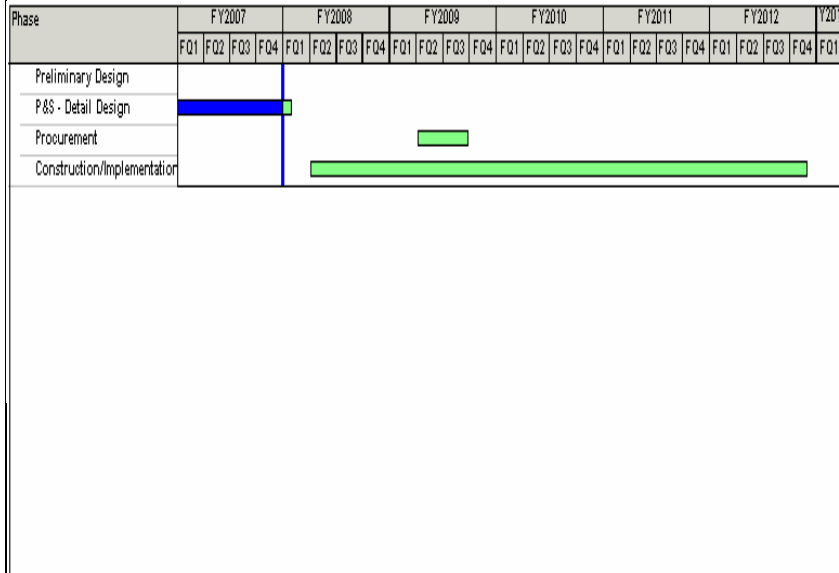 Phase FY2007 FY2008 FY2009 FY2010 FY2011 FY2012 Y201
FQ1 FQ2 FQ3 FQ4 FQ1 FQ2 FQ3 FQ4 FQ1 FQ2 FQ3 FQ4 FQ1 FQ2 FQ3 FQ4 FQ1 FQ2 FQ3 FQ4 FQ1 FQ2 FQ3 FQ4 FQ1
Preliminary Design
P&S - Detail Design
Procurement
Construction/Implementation